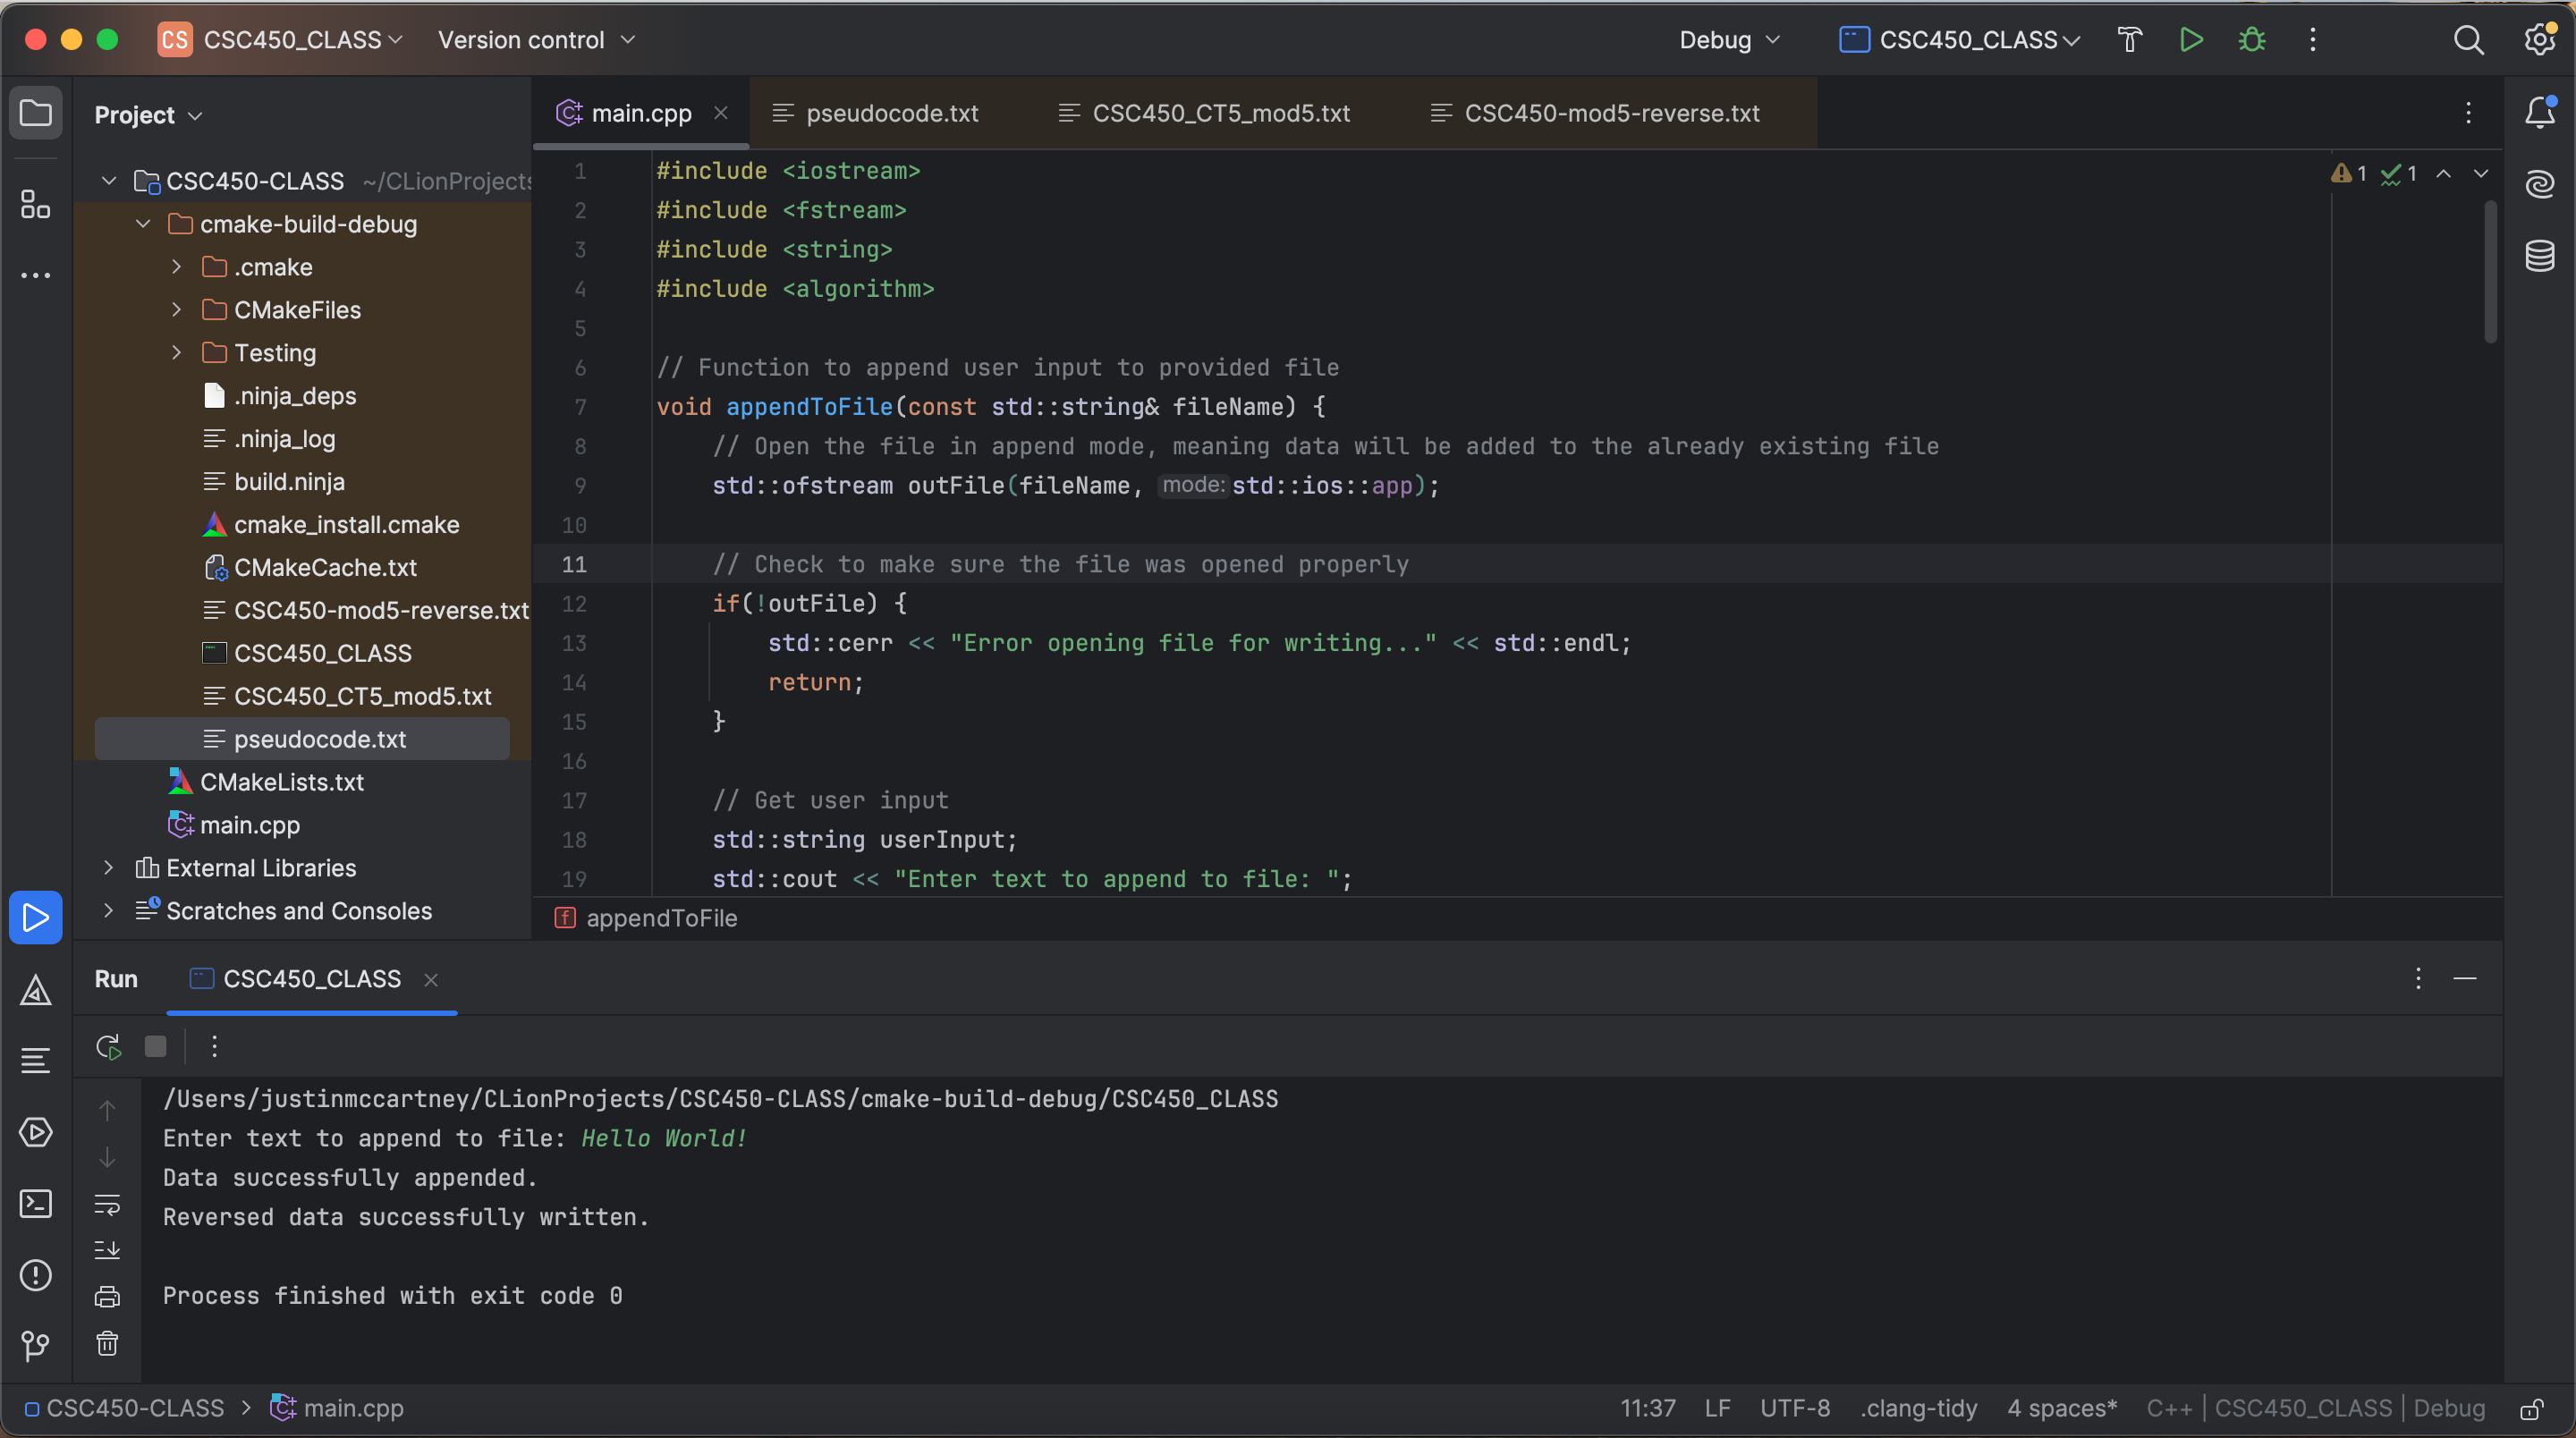 CS CSC450_CLASS Version control Debug CSC450_CLASS
Project
CSC450-CLASS ~/CLionProjects
cmake-build-debug
.cmake
CMakeFiles
Testing
.ninja_deps
.ninja_log
build.ninja
cmake_install.cmake
CMakeCache.txt
CSC450-mod5-reverse.txt
CSC450_CLASS
CSC450_CT5_mod5.txt
pseudocode.txt
CMakeLists.txt
main.cpp
External Libraries
Scratches and Consoles
main.cpp pseudocode.txt CSC450_CT5_mod5.txt CSC450-mod5-reverse.txt
1 1
1 #include <iostream>
2 #include <fstream>
3 #include <string>
4 #include <algorithm>
5
6 // Function to append user input to provided file
7 void appendToFile(const std::string& fileName) {
8 // Open the file in append mode, meaning data will be added to the already existing file
9 std::ofstream outFile(fileName, mode: std::ios::app);
10
11 // Check to make sure the file was opened properly
12 if(!outFile) {
13 std::cerr << "Error opening file for writing..." << std::endl;
14 return;
15 }
16
17 // Get user input
18 std::string userInput;
19 std::cout << "Enter text to append to file: ";
f appendToFile
Run CSC450_CLASS
/Users/justinmccartney/CLionProjects/CSC450-CLASS/cmake-build-debug/CSC450_CLASS
Enter text to append to file: Hello World!
Data successfully appended.
Reversed data successfully written.
Process finished with exit code 0
CSC450-CLASS > main.cpp 11:37 LF UTF-8 .clang-tidy 4 spaces* C++ | CSC450_CLASS | Debug